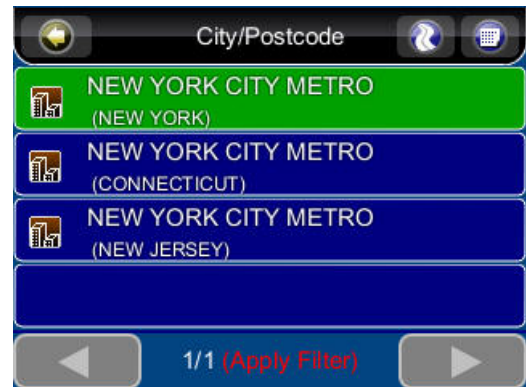 City/Postcode
NEW YORK CITY METRO
(NEW YORK)
NEW YORK CITY METRO
(CONNECTICUT)
NEW YORK CITY METRO
(NEW JERSEY)
1/1 (Apply Filter)